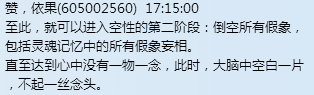 赞，依果(605002560)  17:15:00
至此，就可以进入空性的第二阶段：倒空所有假象，
包括灵魂记忆中的所有假象妄相。
直至达到心中没有一物一念，此时，大脑中空白一片
，不起一丝念头。